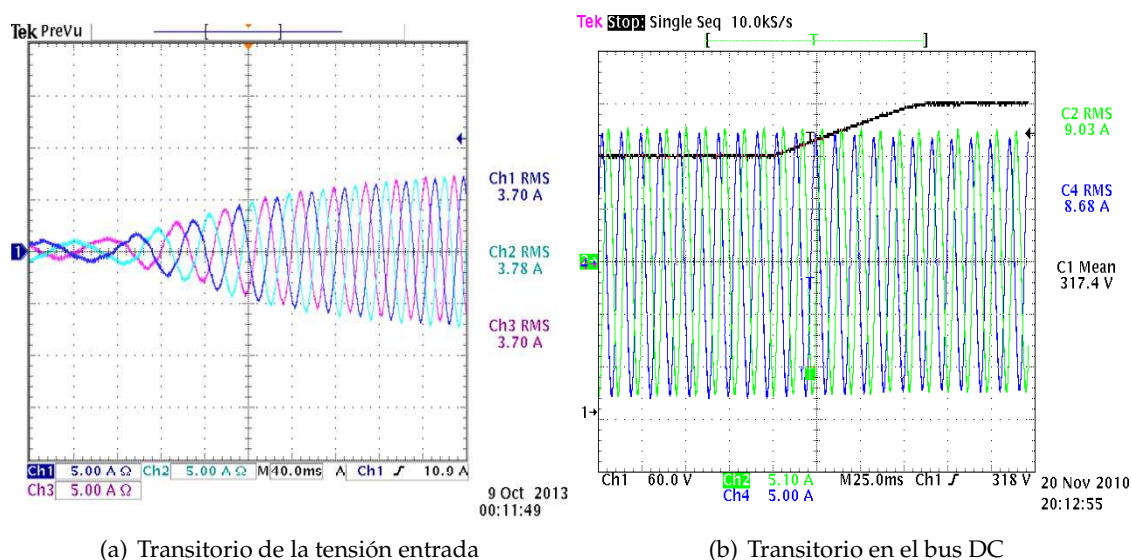 Tek PreVu
Ch1 RMS
3.70 A
Ch2 RMS
3.78 A
Ch3 RMS
3.70 A
1
Ch1 5.00 A Ω Ch2 5.00 A Ω M 40.0ms A Ch1 ʃ 10.9 A
Ch3 5.00 A Ω
9 Oct 2013
00:11:49
(a) Transitorio de la tensión entrada
Tek Stop: Single Seq 10.0kS/s
[ T ]
C2 RMS
9.03 A
C4 RMS
8.68 A
C1 Mean
317.4 V
T
1→
Ch1 60.0 V Ch2 5.10 A M25.0ms Ch1 ʃ 318 V
Ch4 5.00 A
20 Nov 2010
20:12:55
(b) Transitorio en el bus DC